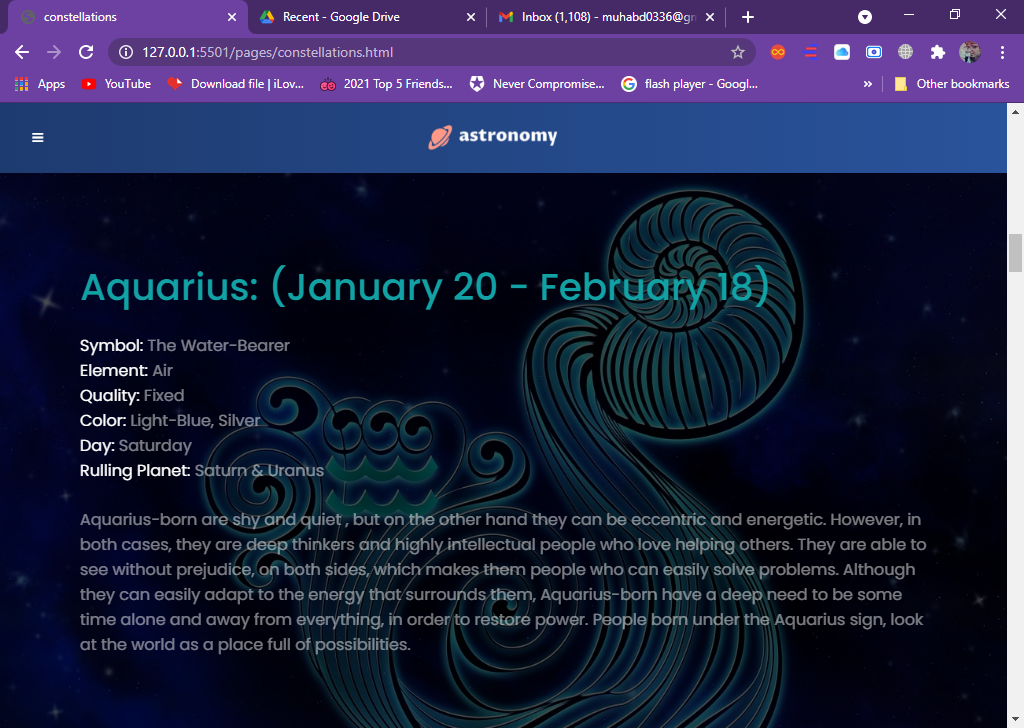 constellations
Recent - Google Drive
Inbox (1,108) - muhabd0336@gm
127.0.0.1:5501/pages/constellations.html
Apps
YouTube
Download file | iLov...
2021 Top 5 Friends...
Never Compromise...
flash player - Googl...
»
Other bookmarks
astronomy
Aquarius: (January 20 - February 18)
Symbol: The Water-Bearer
Element: Air
Quality: Fixed
Color: Light-Blue, Silver
Day: Saturday
Rulling Planet: Saturn & Uranus
Aquarius-born are shy and quiet , but on the other hand they can be eccentric and energetic. However, in
both cases, they are deep thinkers and highly intellectual people who love helping others. They are able to
see without prejudice, on both sides, which makes them people who can easily solve problems. Although
they can easily adapt to the energy that surrounds them, Aquarius-born have a deep need to be some
time alone and away from everything, in order to restore power. People born under the Aquarius sign, look
at the world as a place full of possibilities.